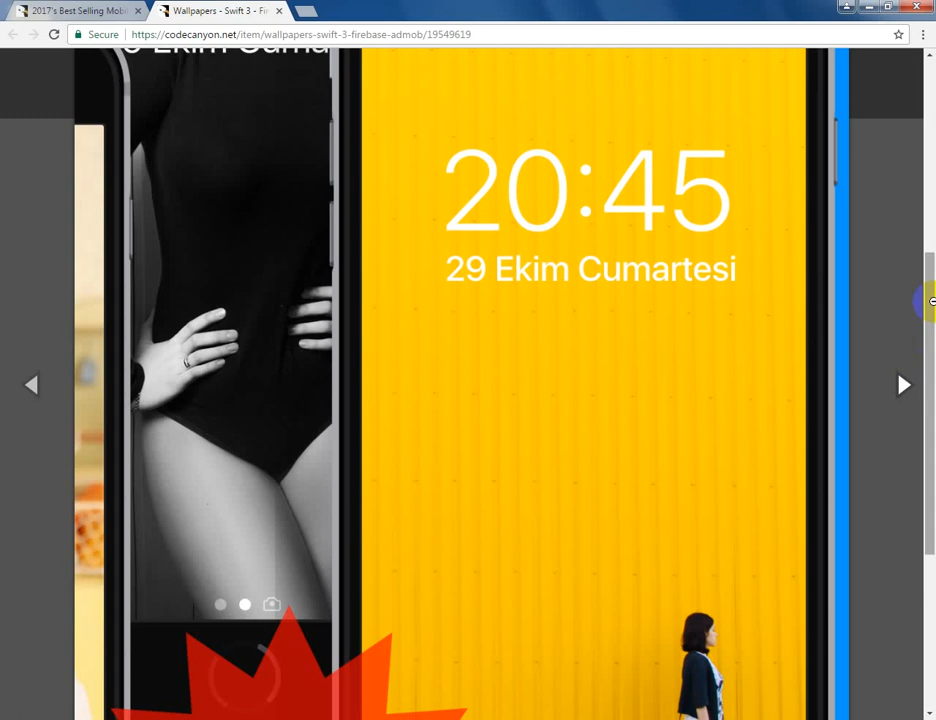 2017's Best Selling Mobi
Wallpapers - Swift 3 - Fir
Secure
https://codecanyon.net/item/wallpapers-swift-3-firebase-admob/19549619
20:45
29 Ekim Cumartesi